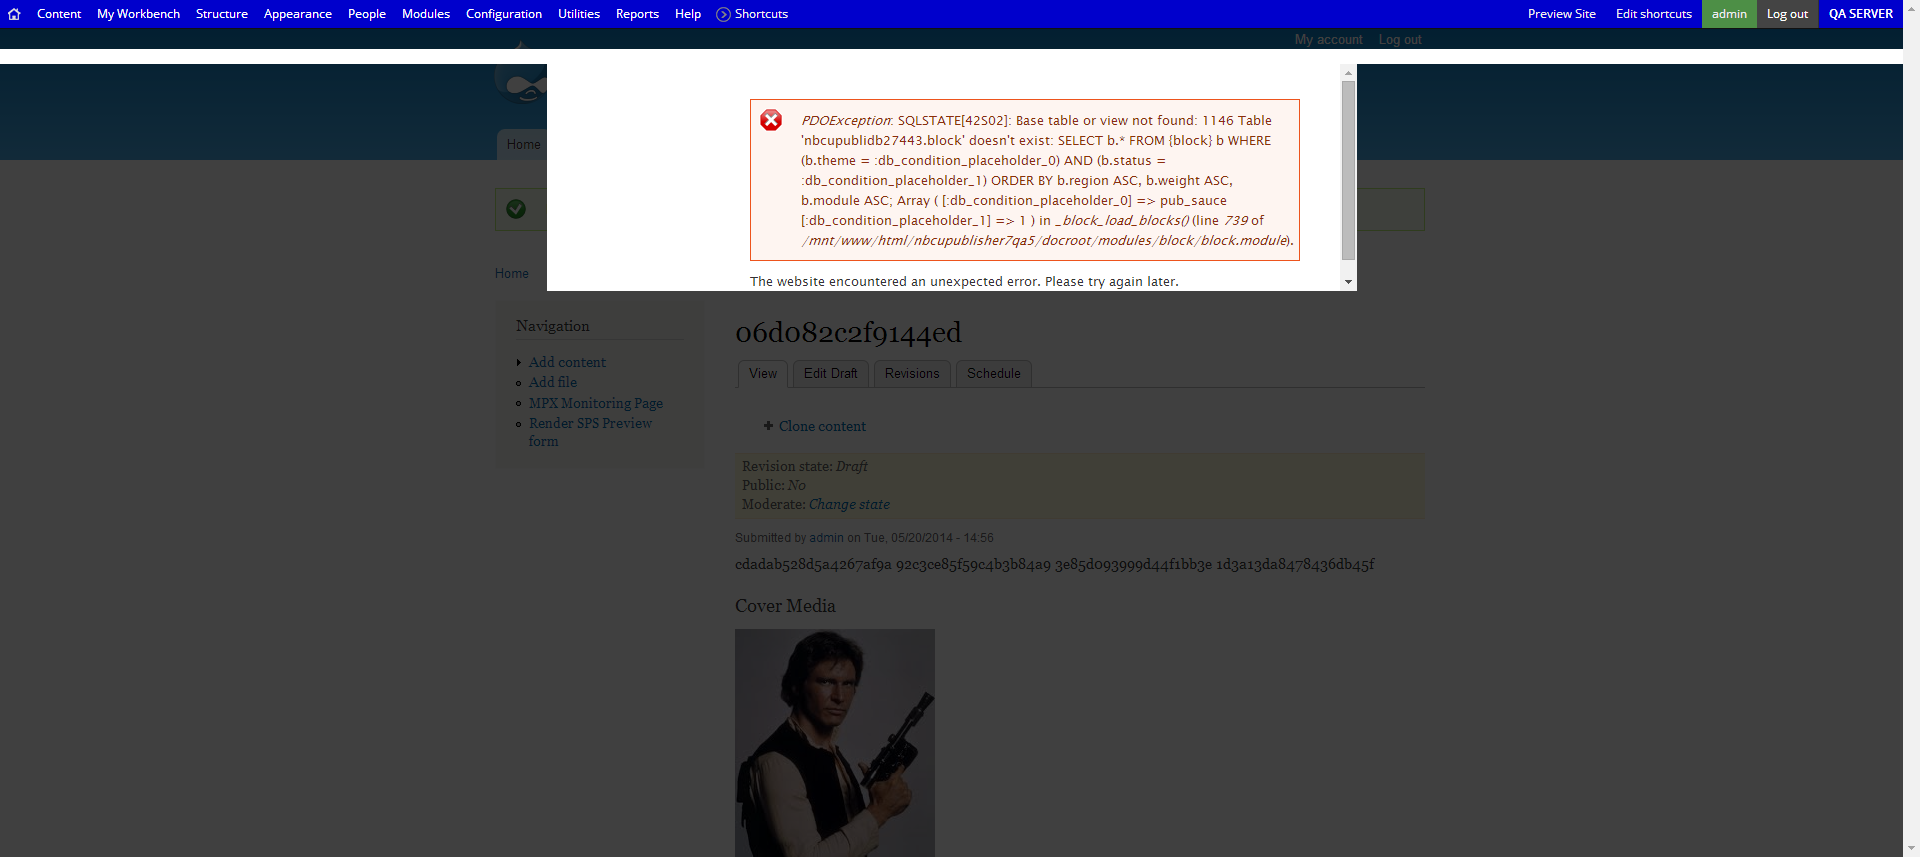 Content My Workbench Structure Appearance People Modules Configuration Utilities Reports Help Shortcuts Preview Site Edit shortcuts admin Log out QA SERVER
My account Log out
Home
PDOException: SQLSTATE[42S02]: Base table or view not found: 1146 Table
'nbcupublidb27443.block' doesn't exist: SELECT b.* FROM {block} b WHERE
(b.theme = :db_condition_placeholder_0) AND (b.status =
:db_condition_placeholder_1) ORDER BY b.region ASC, b.weight ASC,
b.module ASC; Array ( [:db_condition_placeholder_0] => pub_sauce
[:db_condition_placeholder_1] => 1 ) in _block_load_blocks() (line 739 of
/mnt/www/html/nbcupublisher7qa5/docroot/modules/block/block.module).
The website encountered an unexpected error. Please try again later.
Home
Navigation
Add content
Add file
MPX Monitoring Page
Render SPS Preview
form
06d082c2f9144ed
View Edit Draft Revisions Schedule
Clone content
Revision state: Draft
Public: No
Moderate: Change state
Submitted by admin on Tue, 05/20/2014 - 14:56
cdadab528d5a4267af9a 92c3ce85f59c4b3b84a9 3e85d093999d44f1bb3e 1d3a13da8478436db45f
Cover Media